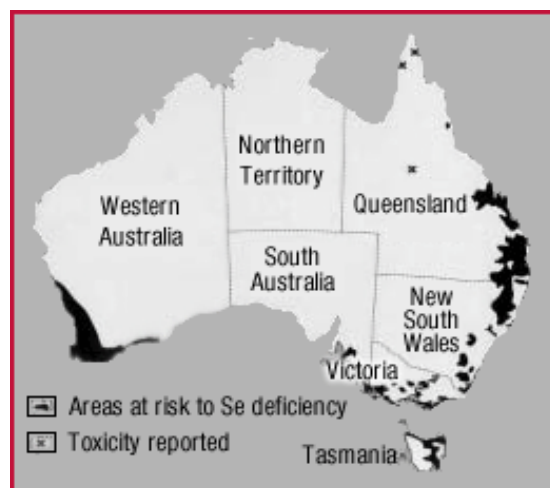 Northern
Territory
Western
Australia
Queensland
South
Australia
New
South
Wales
Victoria
Areas at risk to Se deficiency
Toxicity reported
Tasmania